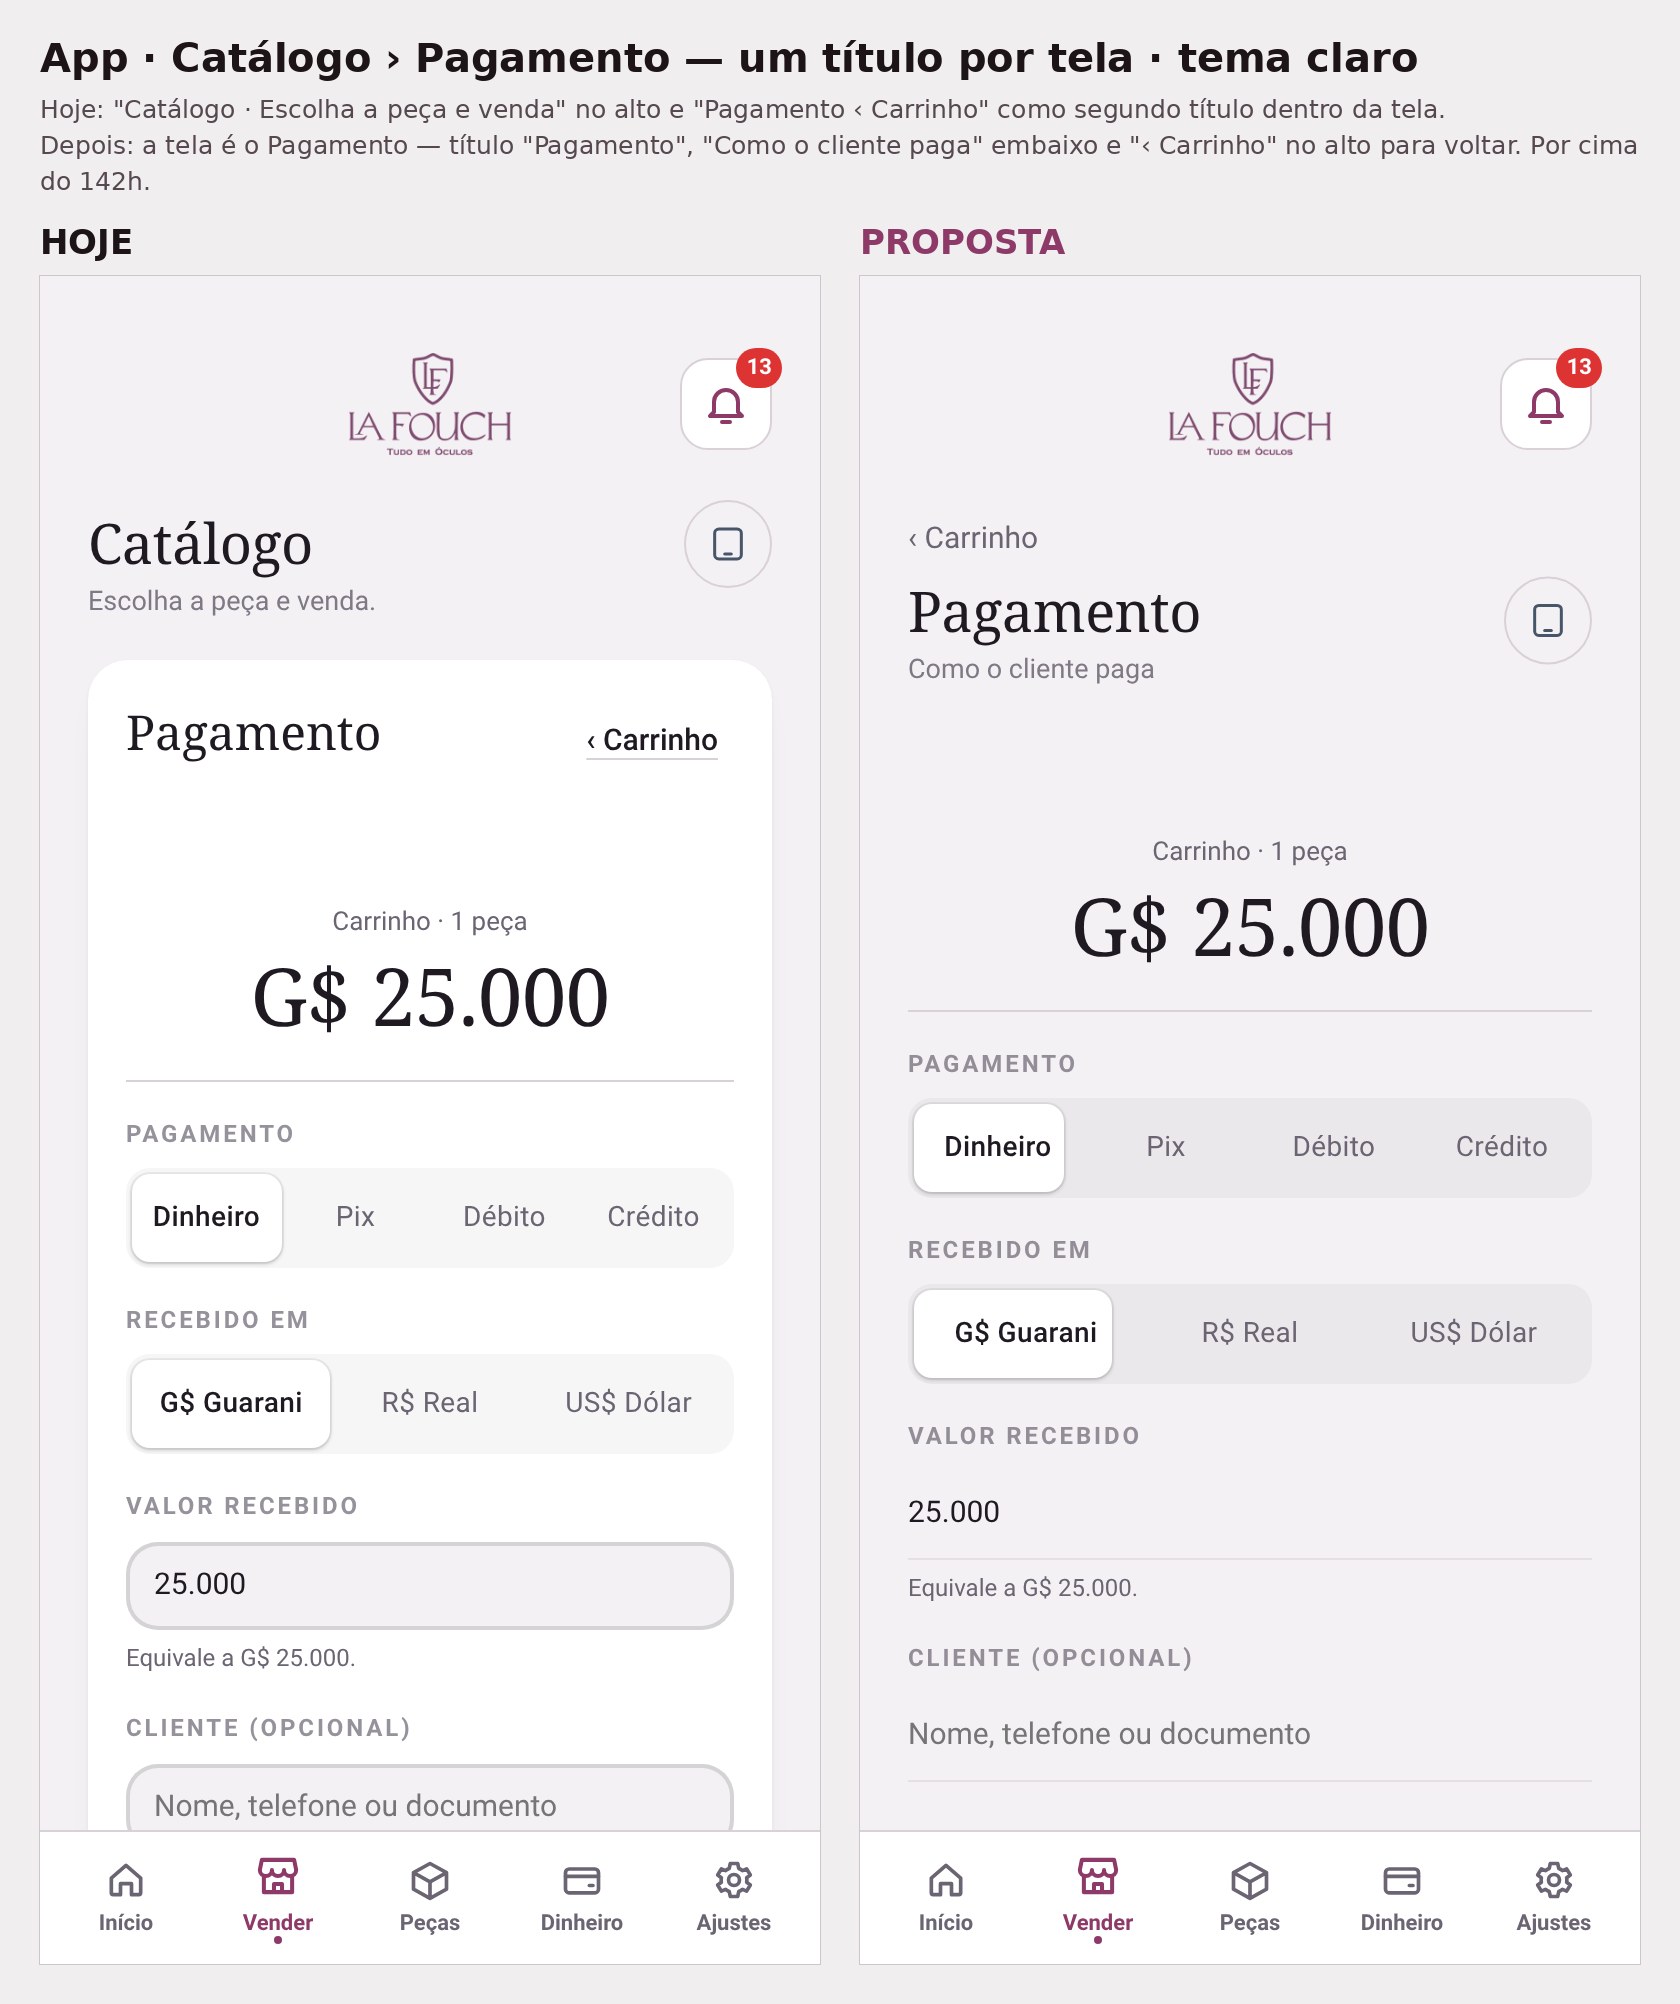 App · Catálogo › Pagamento — um título por tela · tema claro
Hoje: "Catálogo · Escolha a peça e venda" no alto e "Pagamento ‹ Carrinho" como segundo título dentro da tela.
Depois: a tela é o Pagamento — título "Pagamento", "Como o cliente paga" embaixo e "‹ Carrinho" no alto para voltar. Por cima
do 142h.
HOJE
LF
LA FOUCH
TUDO EM ÓCULOS
13
Catálogo
Escolha a peça e venda.
Pagamento
‹ Carrinho
Carrinho · 1 peça
G$ 25.000
PAGAMENTO
Dinheiro Pix Débito Crédito
RECEBIDO EM
G$ Guarani R$ Real US$ Dólar
VALOR RECEBIDO
25.000
Equivale a G$ 25.000.
CLIENTE (OPCIONAL)
Nome, telefone ou documento
Início Vender Peças Dinheiro Ajustes
PROPOSTA
LF
LA FOUCH
TUDO EM ÓCULOS
13
‹ Carrinho
Pagamento
Como o cliente paga
Carrinho · 1 peça
G$ 25.000
PAGAMENTO
Dinheiro Pix Débito Crédito
RECEBIDO EM
G$ Guarani R$ Real US$ Dólar
VALOR RECEBIDO
25.000
Equivale a G$ 25.000.
CLIENTE (OPCIONAL)
Nome, telefone ou documento
Início Vender Peças Dinheiro Ajustes